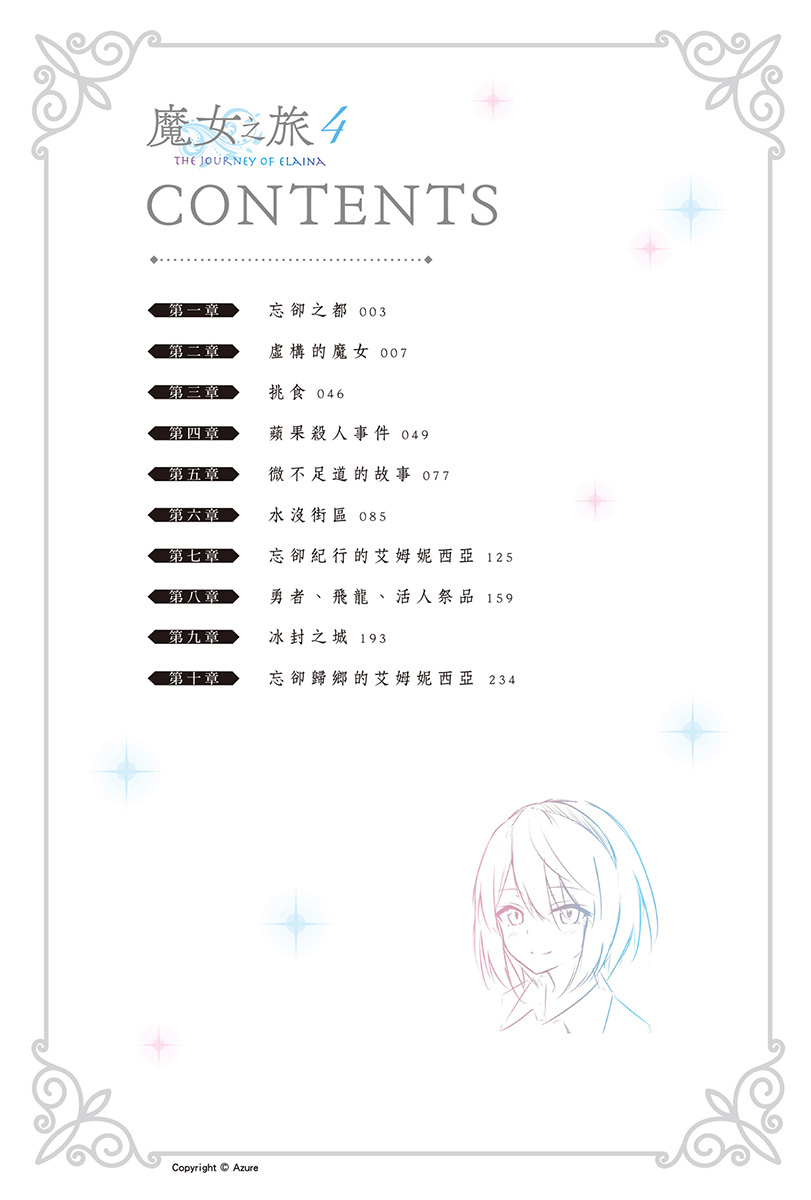 魔女之旅4
THE JOURNEY OF ELAINA
CONTENTS
第一章 忘卻之都 003
第二章 虛構的魔女 007
第三章 挑食 046
第四章 蘋果殺人事件 049
第五章 微不足道的故事 077
第六章 水沒街區 085
第七章 忘卻紀行的艾姆妮西亞 125
第八章 勇者、飛龍、活人祭品 159
第九章 冰封之城 193
第十章 忘卻歸鄉的艾姆妮西亞 234
Copyright © Azure